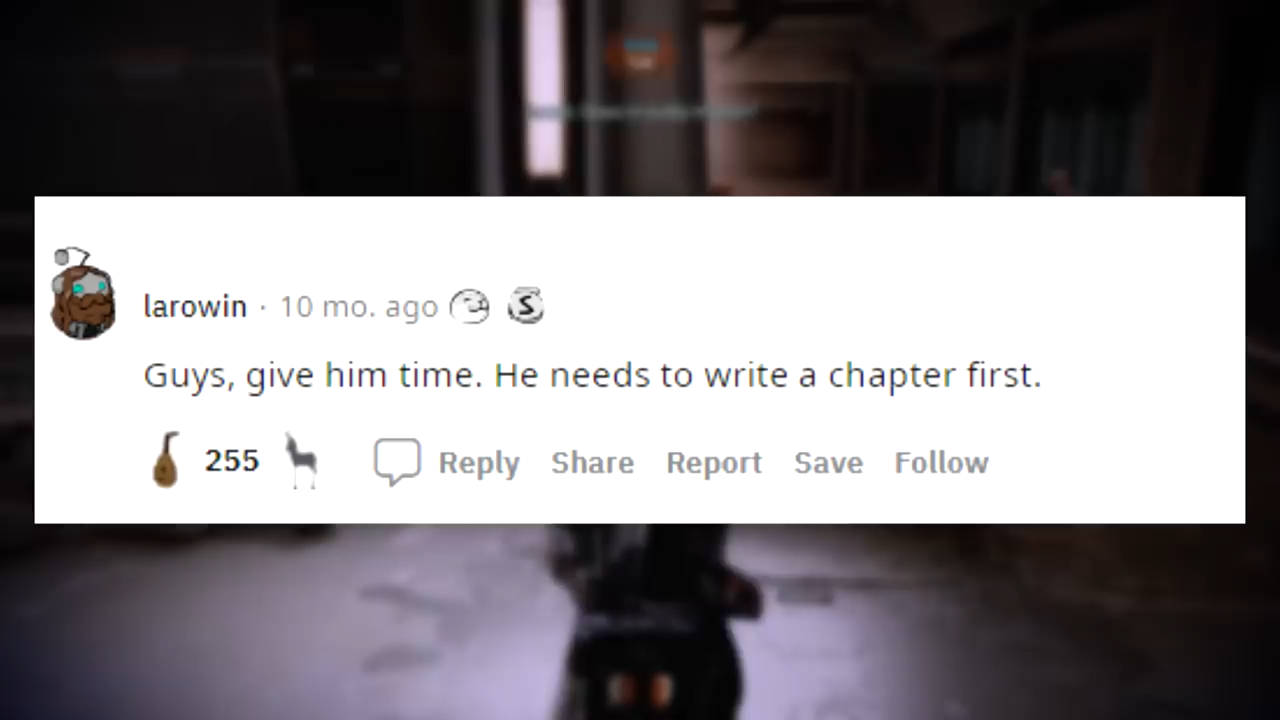 larowin · 10 mo. ago
Guys, give him time. He needs to write a chapter first.
255 Reply Share Report Save Follow